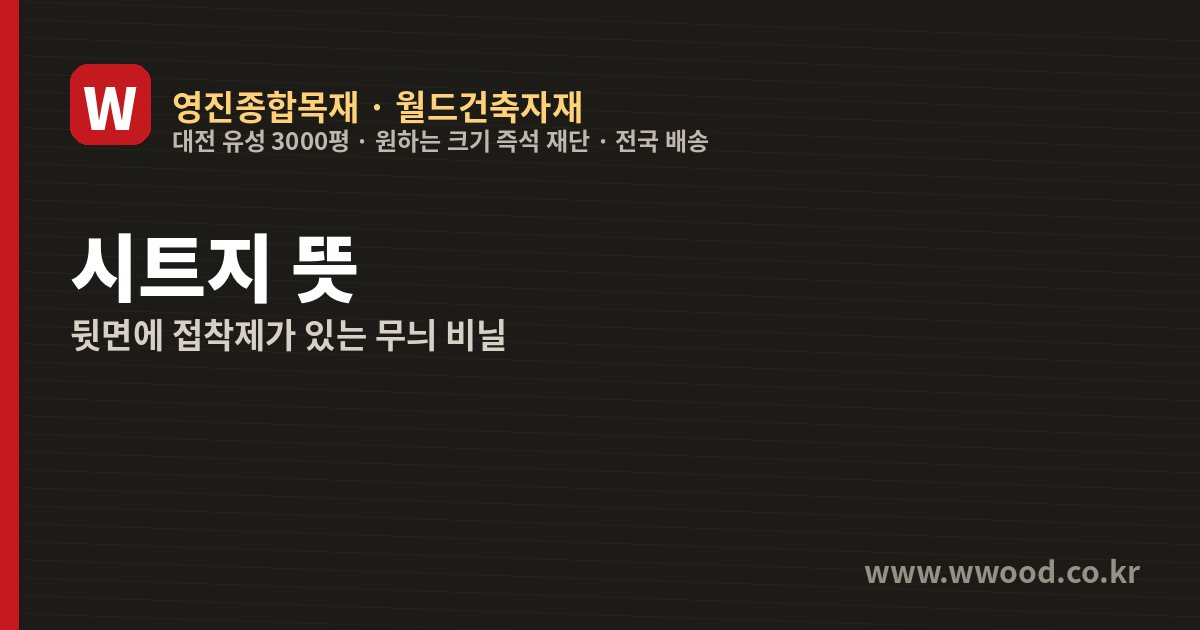 W
영진종합목재 · 월드건축자재
대전 유성 3000평 · 원하는 크기 즉석 재단 · 전국 배송
시트지 뜻
뒷면에 접착제가 있는 무늬 비닐
www.wwood.co.kr